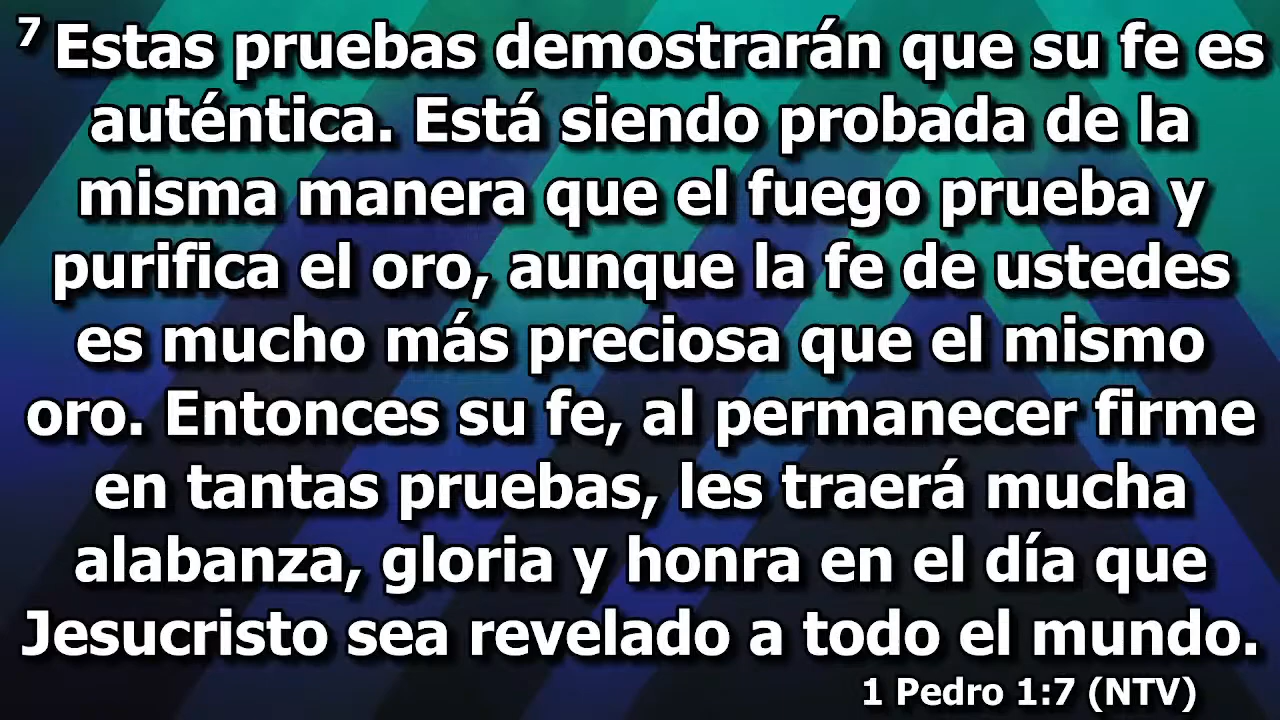 7 Estas pruebas demostrarán que su fe es
auténtica. Está siendo probada de la
misma manera que el fuego prueba y
purifica el oro, aunque la fe de ustedes
es mucho más preciosa que el mismo
oro. Entonces su fe, al permanecer firme
en tantas pruebas, les traerá mucha
alabanza, gloria y honra en el día que
Jesucristo sea revelado a todo el mundo.
1 Pedro 1:7 (NTV)